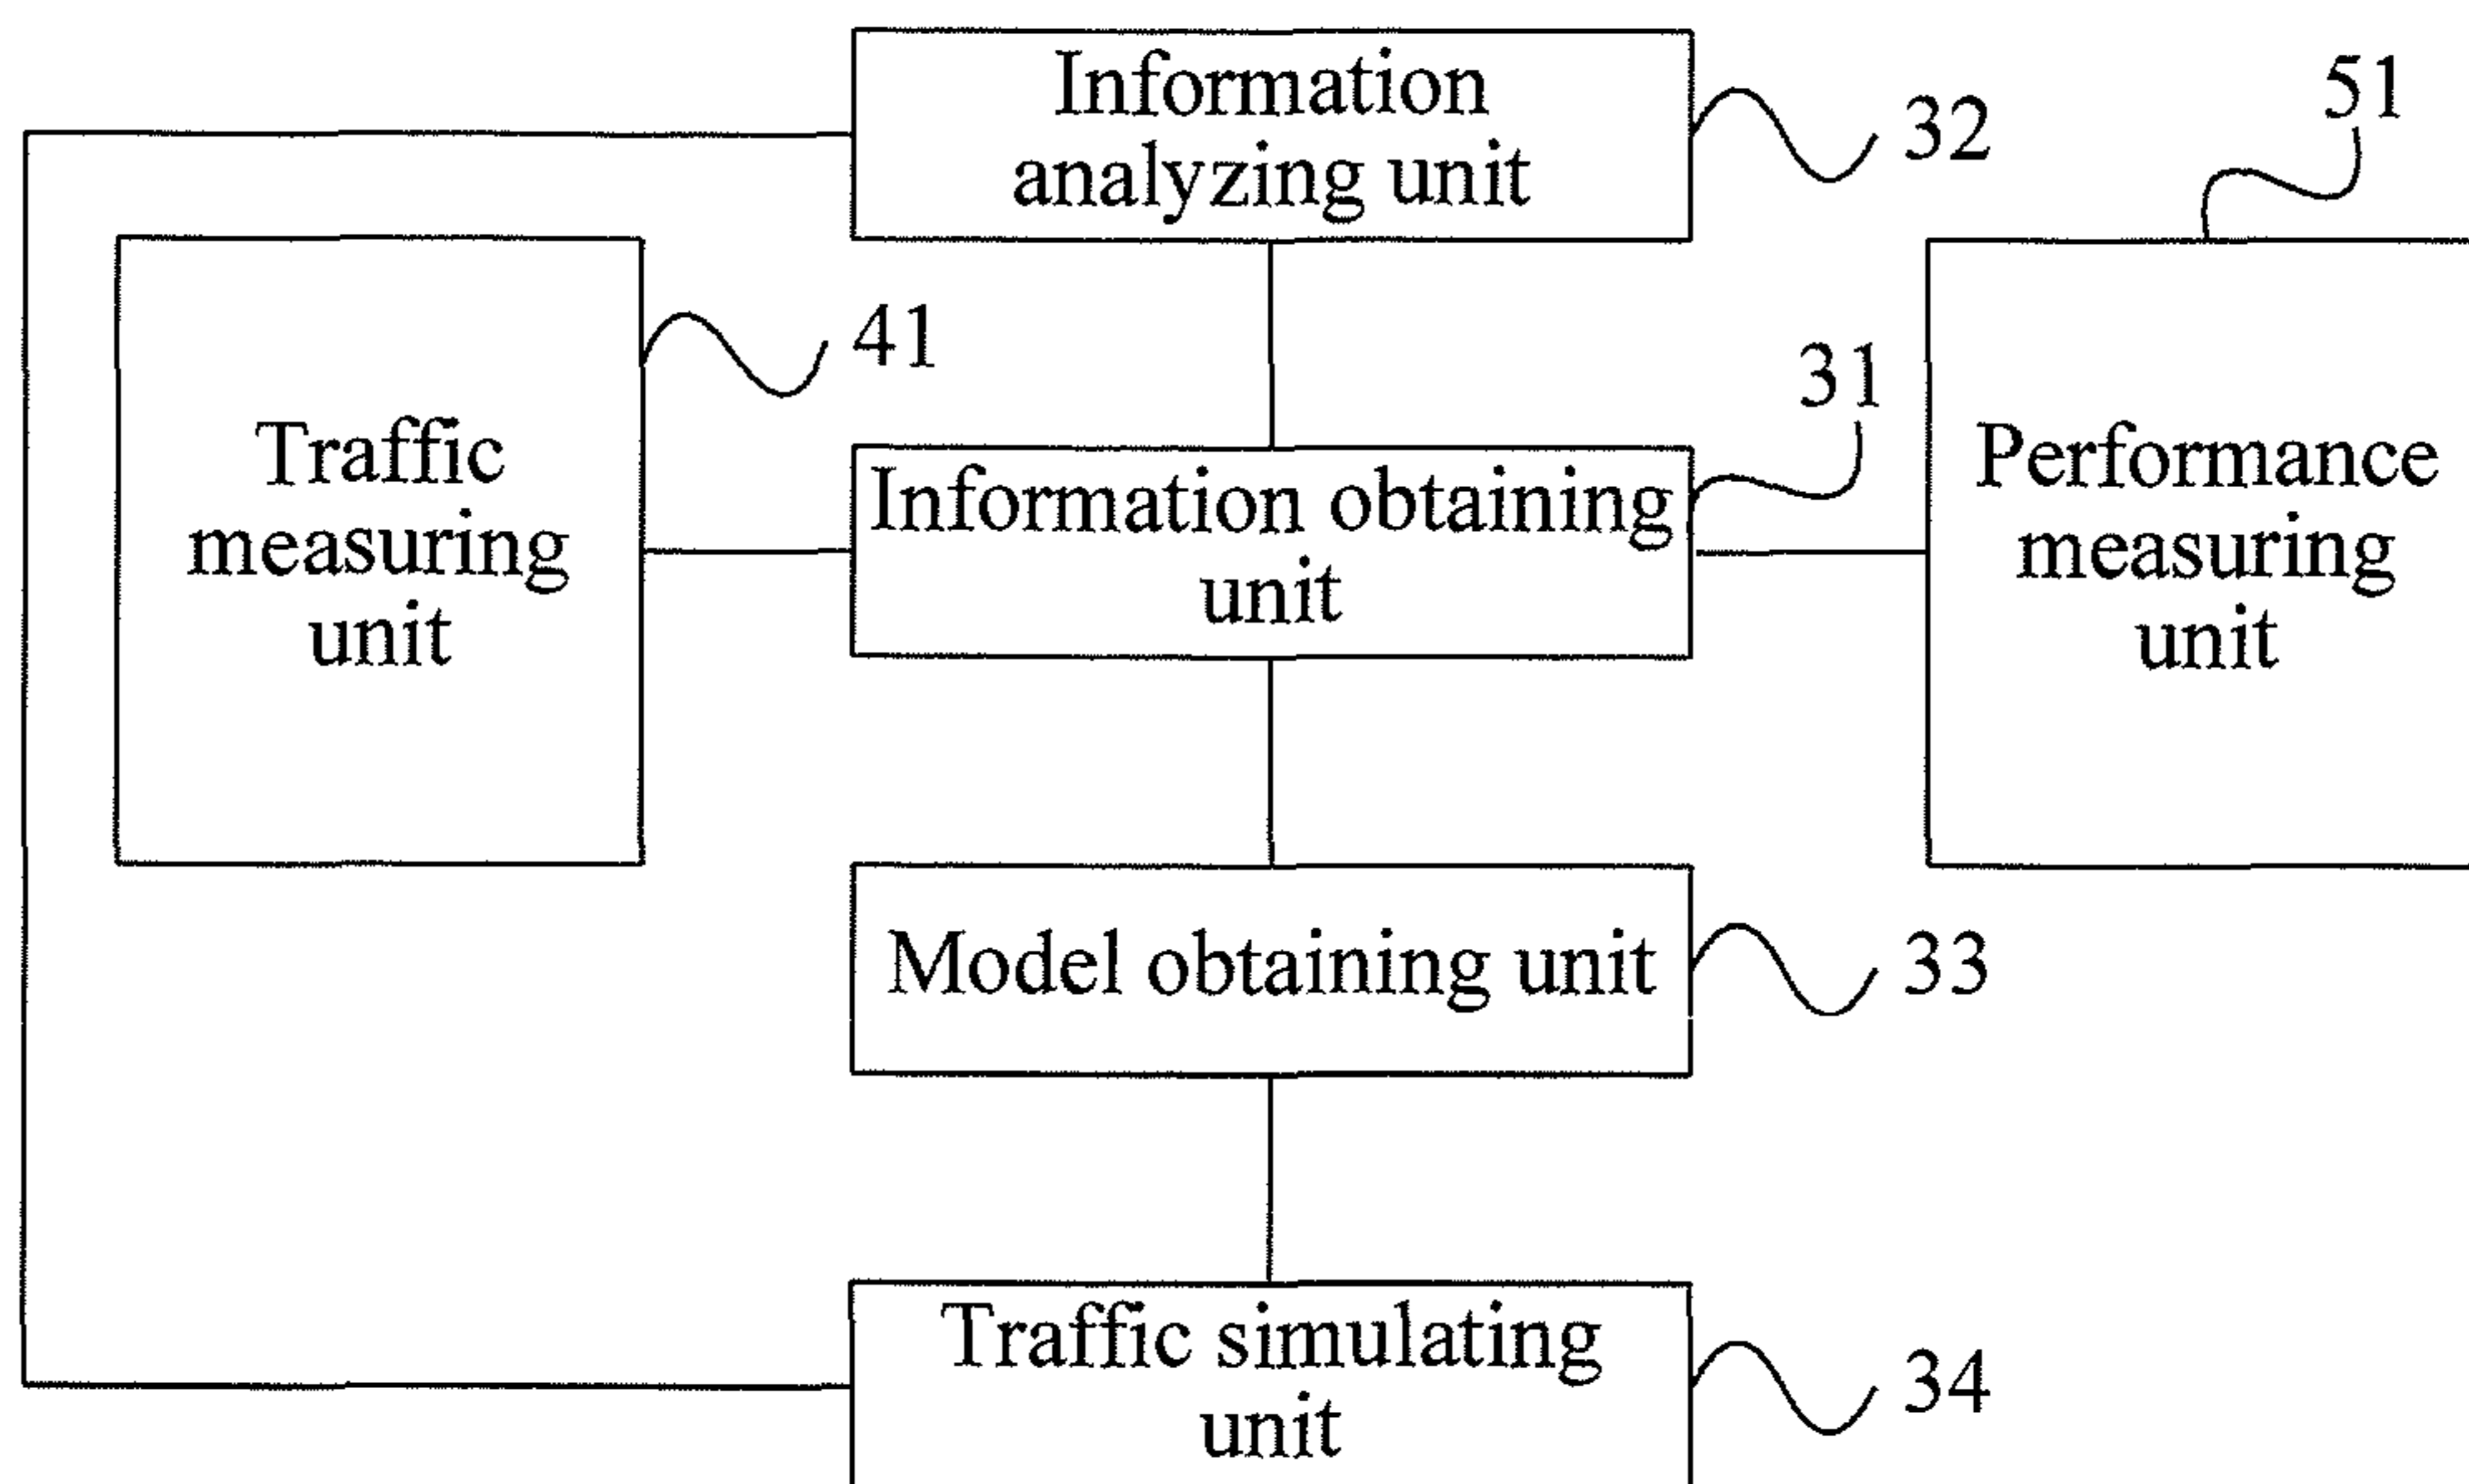 Information
analyzing unit
32
51
Traffic
measuring
unit
41
Information obtaining
unit
31
Performance
measuring
unit
Model obtaining unit
33
Traffic simulating
unit
34